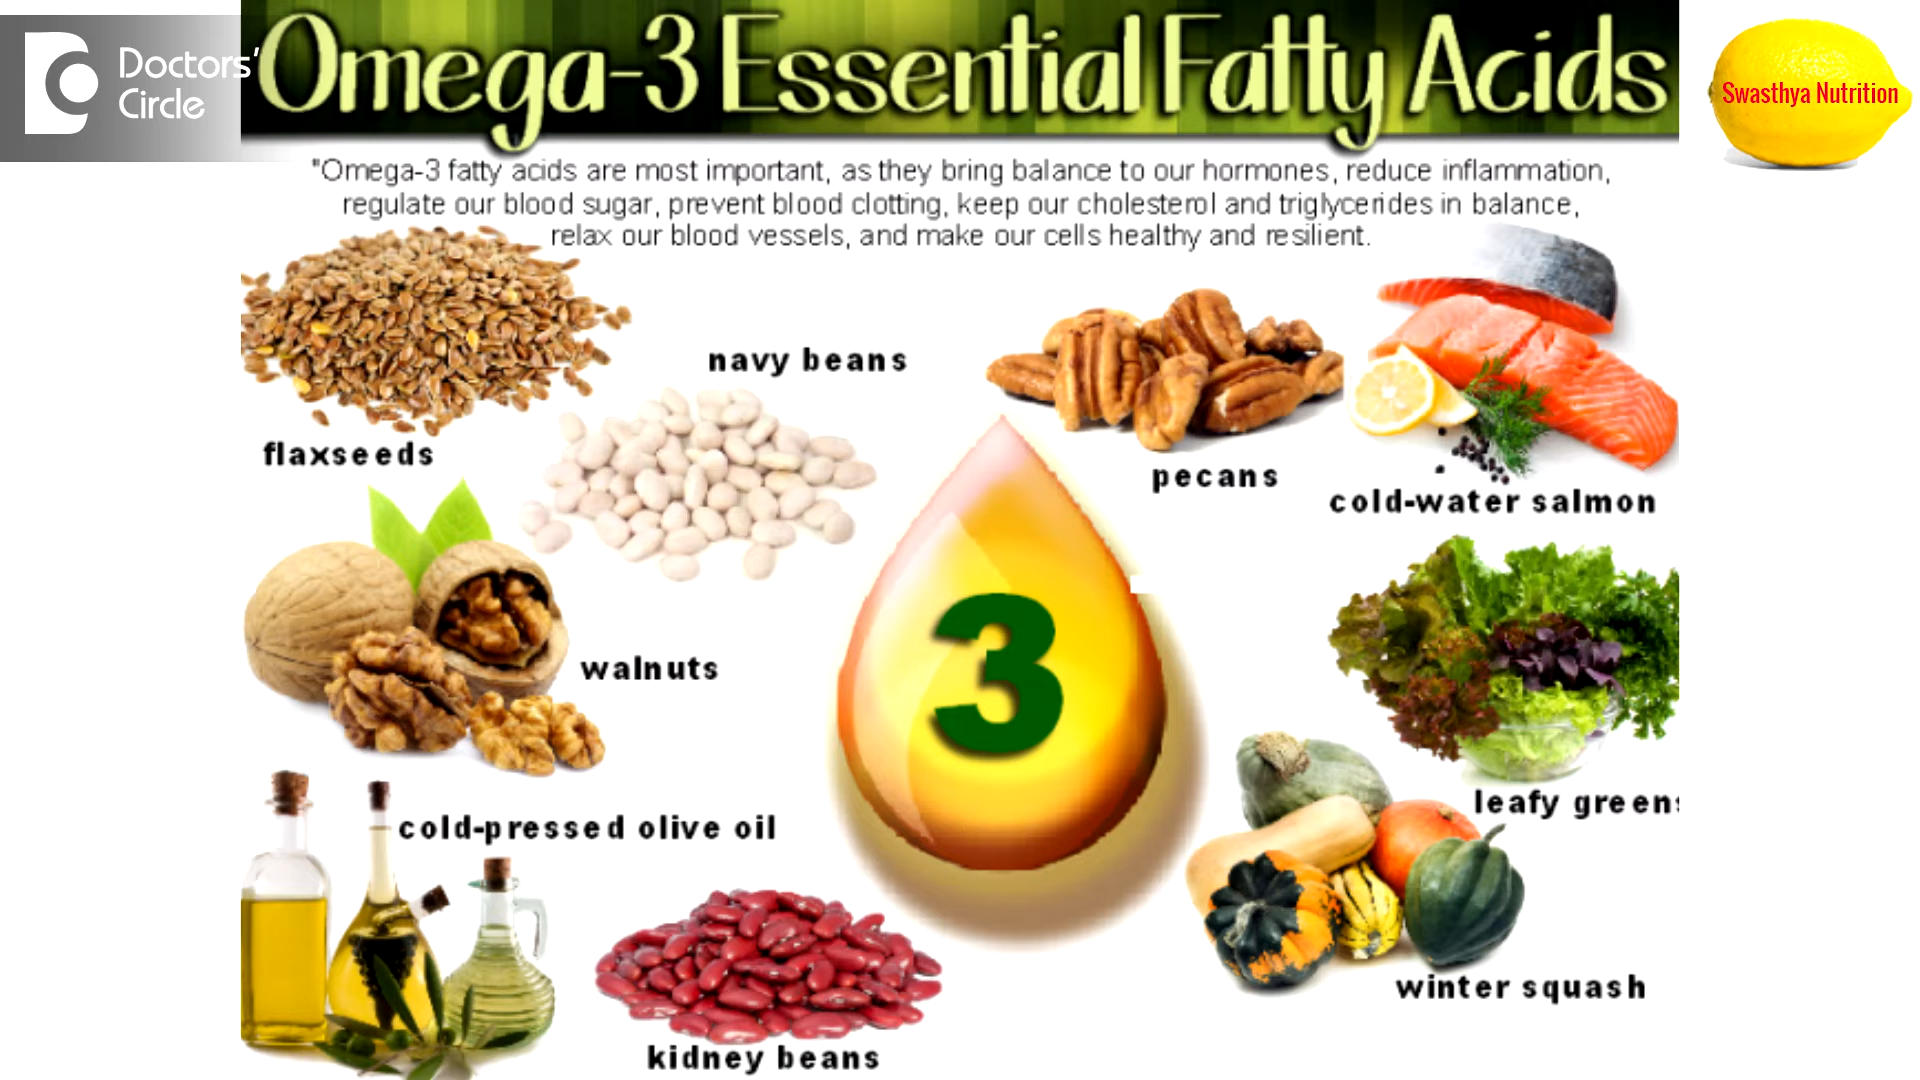 Doctors'
Circle
Omega-3 Essential Fatty Acids
Swasthya Nutrition
"Omega-3 fatty acids are most important, as they bring balance to our hormones, reduce inflammation,
regulate our blood sugar, prevent blood clotting, keep our cholesterol and triglycerides in balance,
relax our blood vessels, and make our cells healthy and resilient.
navy beans
flaxseeds
pecans
cold-water salmon
3
walnuts
leafy greens
cold-pressed olive oil
winter squash
kidney beans